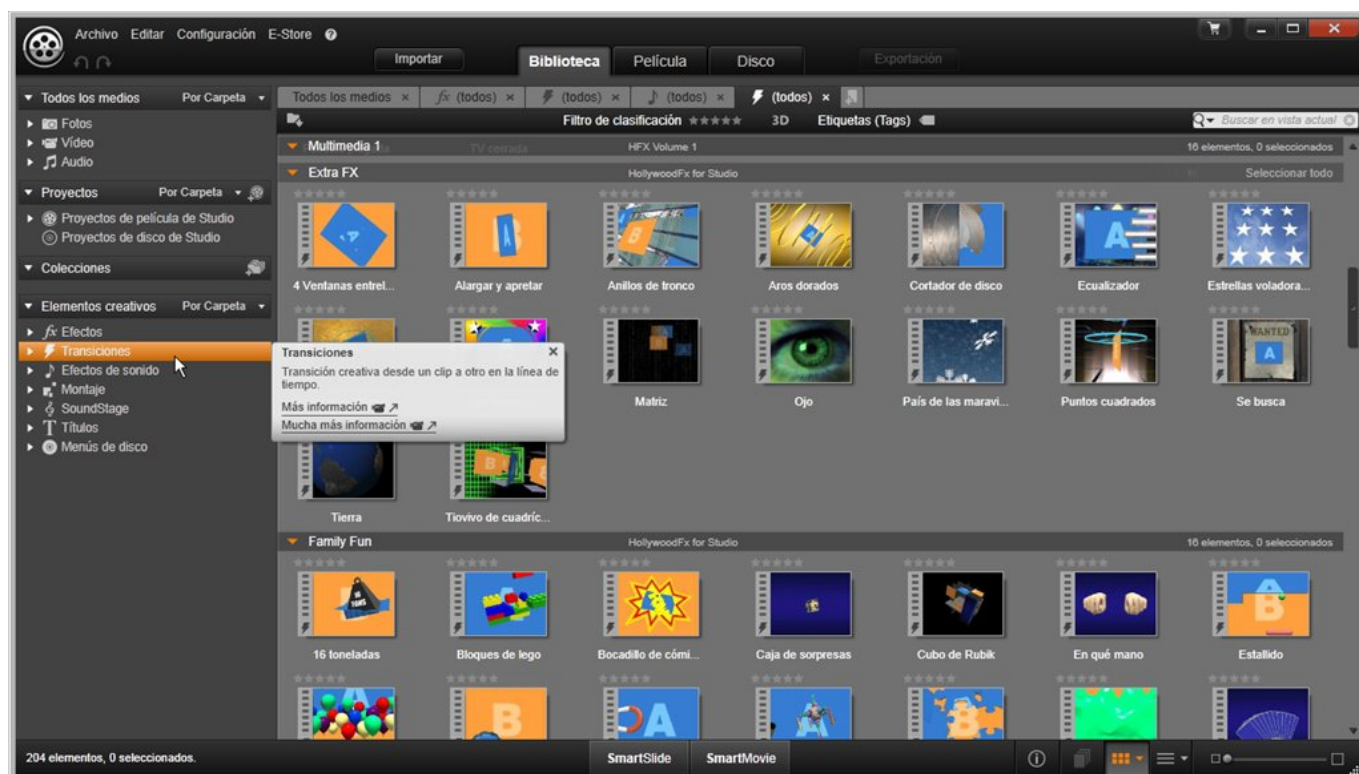 Archivo Editar Configuración E-Store
Importar Biblioteca Película Disco Exportación
Todos los medios Por Carpeta
Fotos
Vídeo
Audio
Proyectos Por Carpeta
Proyectos de película de Studio
Proyectos de disco de Studio
Colecciones
Elementos creativos Por Carpeta
fx Efectos
Transiciones
Efectos de sonido
Montaje
SoundStage
Títulos
Menús de disco
Todos los medios × fx (todos) × (todos) × (todos) × (todos) ×
Filtro de clasificación 3D Etiquetas (Tags) Buscar en vista actual
Multimedia 1 TV cerrada HFX Volume 1 16 elementos, 0 seleccionados
Extra FX HollywoodFx for Studio Seleccionar todo
4 Ventanas entrel... Alargar y apretar Anillos de tronco Aros dorados Cortador de disco Ecualizador Estrellas voladora...
WANTED
Transiciones
Transición creativa desde un clip a otro en la línea de
tiempo.
Más información
Mucha más información
Matriz Ojo País de las maravi... Puntos cuadrados Se busca
Tierra Tiovivo de cuadríc...
Family Fun HollywoodFx for Studio 16 elementos, 0 seleccionados
16 toneladas Bloques de lego Bocadillo de cómi... Caja de sorpresas Cubo de Rubik En qué mano Estallido
204 elementos, 0 seleccionados. SmartSlide SmartMovie